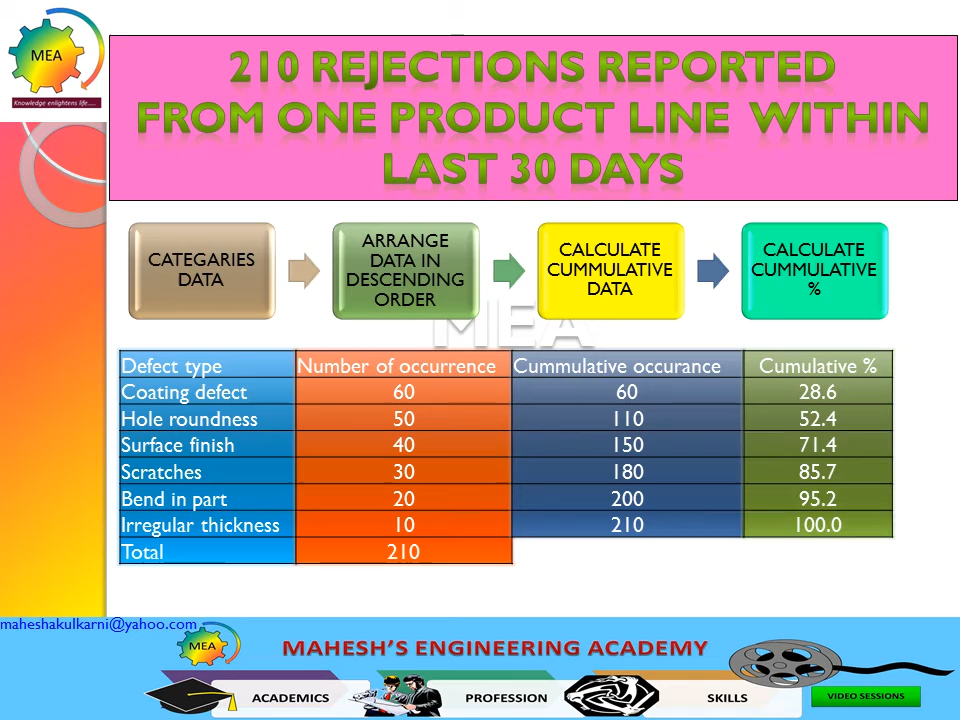 MEA
Knowledge enlightens life.....
210 REJECTIONS REPORTED
FROM ONE PRODUCT LINE WITHIN
LAST 30 DAYS
CATEGARIES
DATA
ARRANGE
DATA IN
DESCENDING
ORDER
CALCULATE
CUMMULATIVE
DATA
CALCULATE
CUMMULATIVE
%
MEA
Defect type Number of occurrence Cummulative occurance Cumulative %
Coating defect 60 60 28.6
Hole roundness 50 110 52.4
Surface finish 40 150 71.4
Scratches 30 180 85.7
Bend in part 20 200 95.2
Irregular thickness 10 210 100.0
Total 210
maheshakulkarni@yahoo.com
MEA
MAHESH'S ENGINEERING ACADEMY
ACADEMICS PROFESSION SKILLS VIDEO SESSIONS